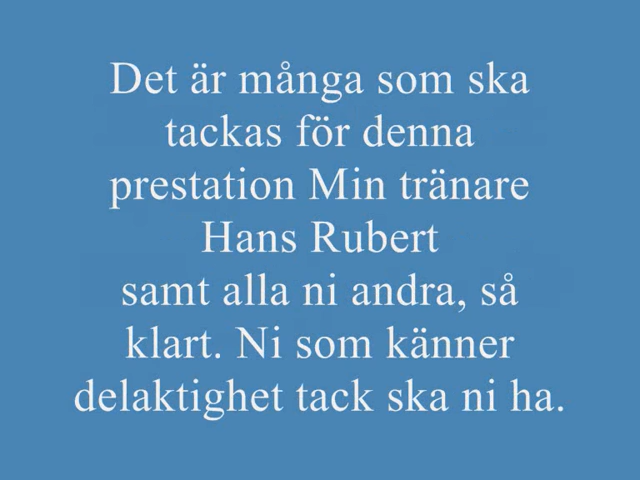 Det är många som ska
tackas för denna
prestation Min tränare
Hans Rubert
samt alla ni andra, så
klart. Ni som känner
delaktighet tack ska ni ha.